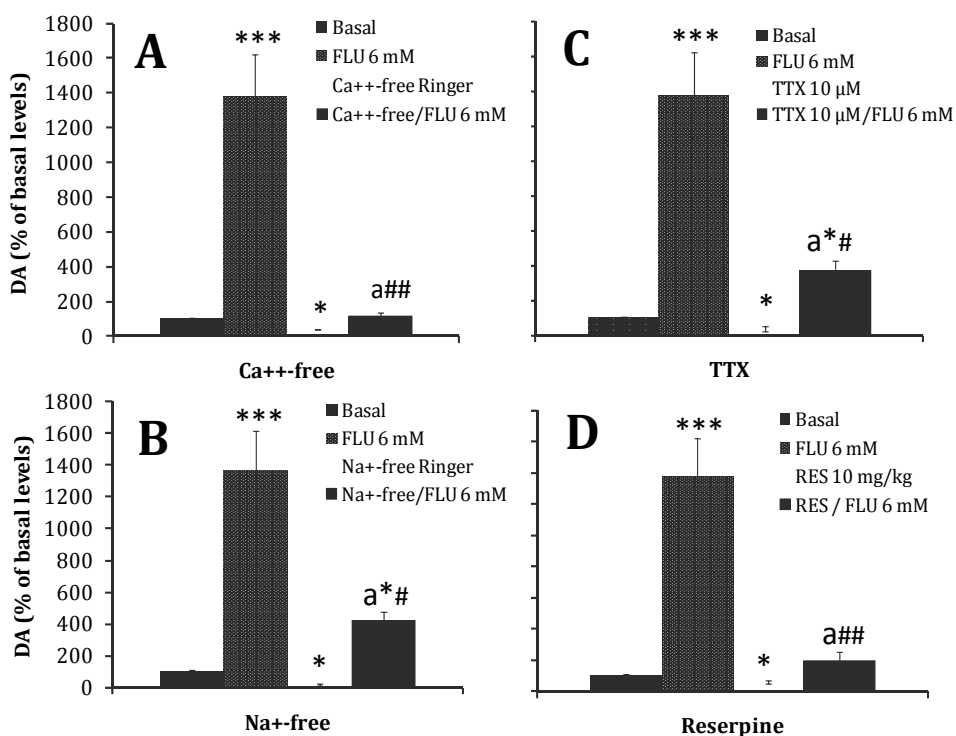 DA (% of basal levels)
1800
1600
1400
1200
1000
800
600
400
200
0
A
***
*
a##
Basal
FLU 6 mM
Ca++-free Ringer
Ca++-free/FLU 6 mM
Ca++-free
C
***
*
a*#
Basal
FLU 6 mM
TTX 10 µM
TTX 10 µM/FLU 6 mM
TTX
DA (% of basal levels)
1800
1600
1400
1200
1000
800
600
400
200
0
B
***
*
a*#
Basal
FLU 6 mM
Na+-free Ringer
Na+-free/FLU 6 mM
Na+-free
D
***
*
a##
Basal
FLU 6 mM
RES 10 mg/kg
RES / FLU 6 mM
Reserpine